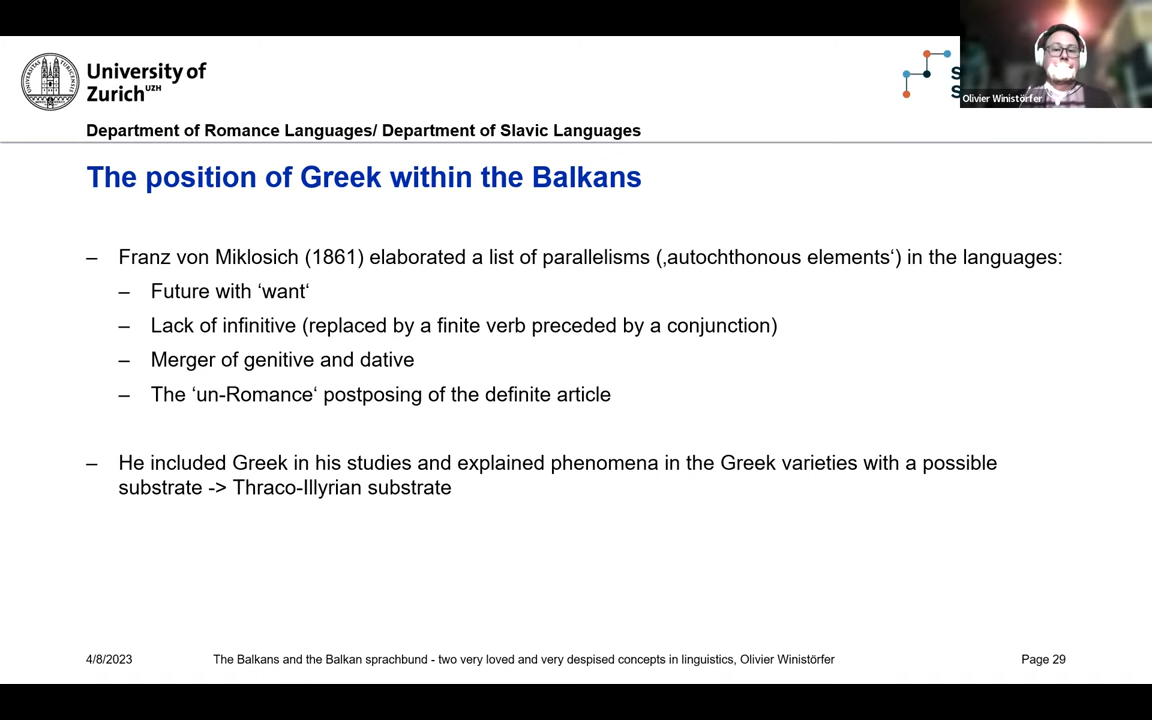 University of
Zurich UZH
S
S
Olivier Winistörfer
Department of Romance Languages/ Department of Slavic Languages
The position of Greek within the Balkans
– Franz von Miklosich (1861) elaborated a list of parallelisms (‚autochthonous elements‘) in the languages:
– Future with ‘want‘
– Lack of infinitive (replaced by a finite verb preceded by a conjunction)
– Merger of genitive and dative
– The ‘un-Romance‘ postposing of the definite article
– He included Greek in his studies and explained phenomena in the Greek varieties with a possible
substrate -> Thraco-Illyrian substrate
4/8/2023
The Balkans and the Balkan sprachbund - two very loved and very despised concepts in linguistics, Olivier Winistörfer
Page 29